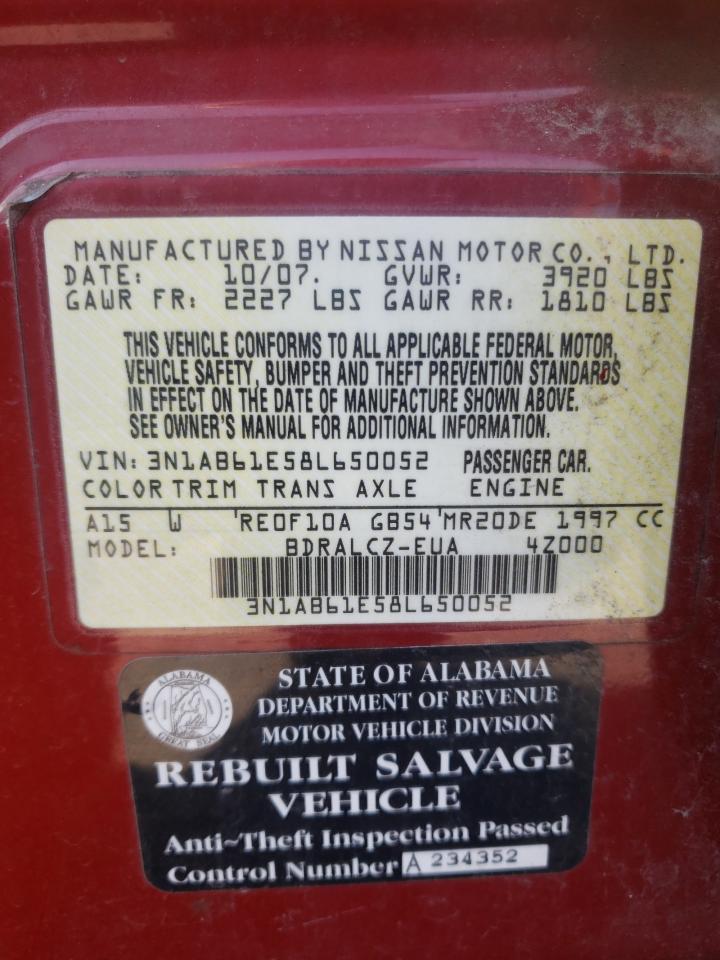 MANUFACTURED BY NISSAN MOTOR CO., LTD.
DATE: 10/07. GVWR: 3920 LBS
GAWR FR: 2227 LBS GAWR RR: 1810 LBS
THIS VEHICLE CONFORMS TO ALL APPLICABLE FEDERAL MOTOR,
VEHICLE SAFETY, BUMPER AND THEFT PREVENTION STANDARDS
IN EFFECT ON THE DATE OF MANUFACTURE SHOWN ABOVE.
SEE OWNER'S MANUAL FOR ADDITIONAL INFORMATION.
VIN: 3N1AB61E58L650052 PASSENGER CAR.
COLOR TRIM TRANS AXLE ENGINE
A15 W 'RE0F10A GB54 'MR20DE 1997 CC
MODEL: BDRALCZ-EUA 4Z000
3N1AB61E58L650052
ALABAMA
GREAT SEAL
STATE OF ALABAMA
DEPARTMENT OF REVENUE
MOTOR VEHICLE DIVISION
REBUILT SALVAGE
VEHICLE
Anti~Theft Inspection Passed
Control Number A 234352